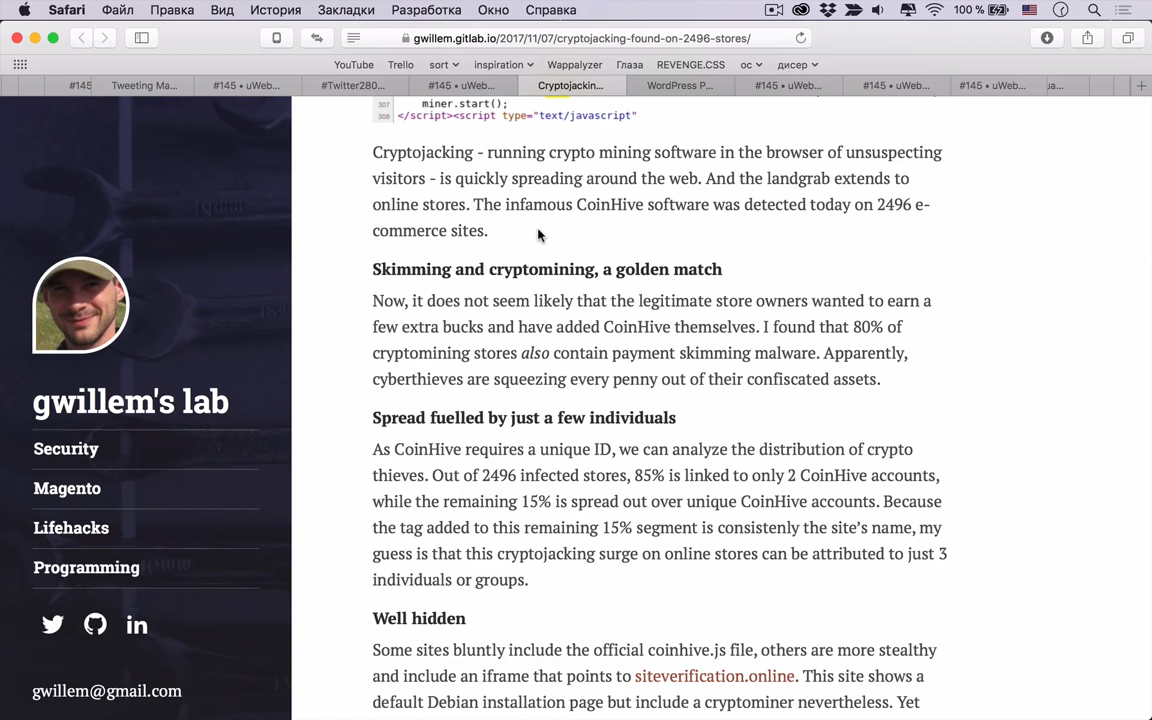 Safari Файл Правка Вид История Закладки Разработка Окно Справка 100 %
gwillem.gitlab.io/2017/11/07/cryptojacking-found-on-2496-stores/
YouTube Trello sort inspiration Wappalyzer Глаза REVENGE.CSS ос дисер
#145 Tweeting Ma... #145 • uWeb... #Twitter280... #145 • uWeb... Cryptojackin... WordPress P... #145 • uWeb... #145 • uWeb... #145 • uWeb...
307 miner.start();
308 </script><script type="text/javascript"
Cryptojacking - running crypto mining software in the browser of unsuspecting
visitors - is quickly spreading around the web. And the landgrab extends to
online stores. The infamous CoinHive software was detected today on 2496 e-
commerce sites.
Skimming and cryptomining, a golden match
Now, it does not seem likely that the legitimate store owners wanted to earn a
few extra bucks and have added CoinHive themselves. I found that 80% of
cryptomining stores also contain payment skimming malware. Apparently,
cyberthieves are squeezing every penny out of their confiscated assets.
Spread fuelled by just a few individuals
As CoinHive requires a unique ID, we can analyze the distribution of crypto
thieves. Out of 2496 infected stores, 85% is linked to only 2 CoinHive accounts,
while the remaining 15% is spread out over unique CoinHive accounts. Because
the tag added to this remaining 15% segment is consistenly the site's name, my
guess is that this cryptojacking surge on online stores can be attributed to just 3
individuals or groups.
Well hidden
Some sites bluntly include the official coinhive.js file, others are more stealthy
and include an iframe that points to siteverification.online. This site shows a
default Debian installation page but include a cryptominer nevertheless. Yet
gwillem's lab
Security
Magento
Lifehacks
Programming
gwillem@gmail.com